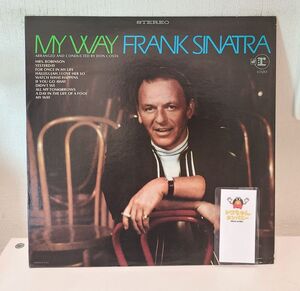 STEREO
MY WAY FRANK SINATRA
ARRANGED AND CONDUCTED BY DON COSTA
MRS. ROBINSON
YESTERDAY
FOR ONCE IN MY LIFE
HALLELUJAH, I LOVE HER SO
WATCH WHAT HAPPENS
IF YOU GO AWAY
DIDN'T WE
ALL MY TOMORROWS
A DAY IN THE LIFE OF A FOOL
MY WAY